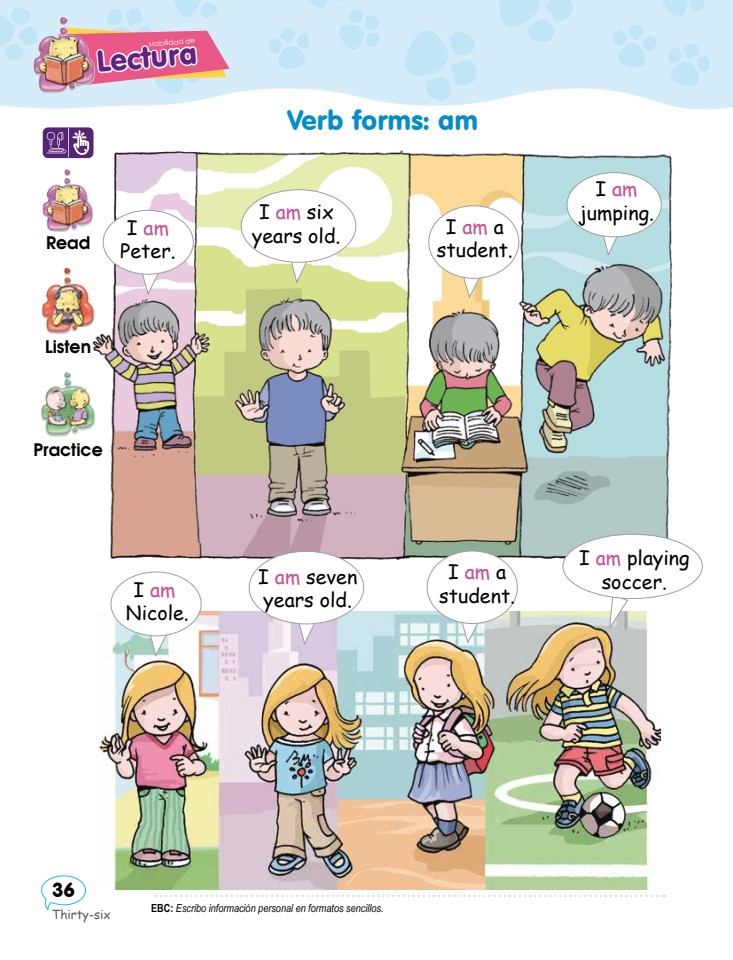 Habilidad de
Lectura
Verb forms: am
Read
Listen
Practice
I am
Peter.
I am six
years old.
I am a
student.
I am
jumping.
I am
Nicole.
I am seven
years old.
I am a
student.
I am playing
soccer.
36
Thirty-six
EBC: Escribo información personal en formatos sencillos.